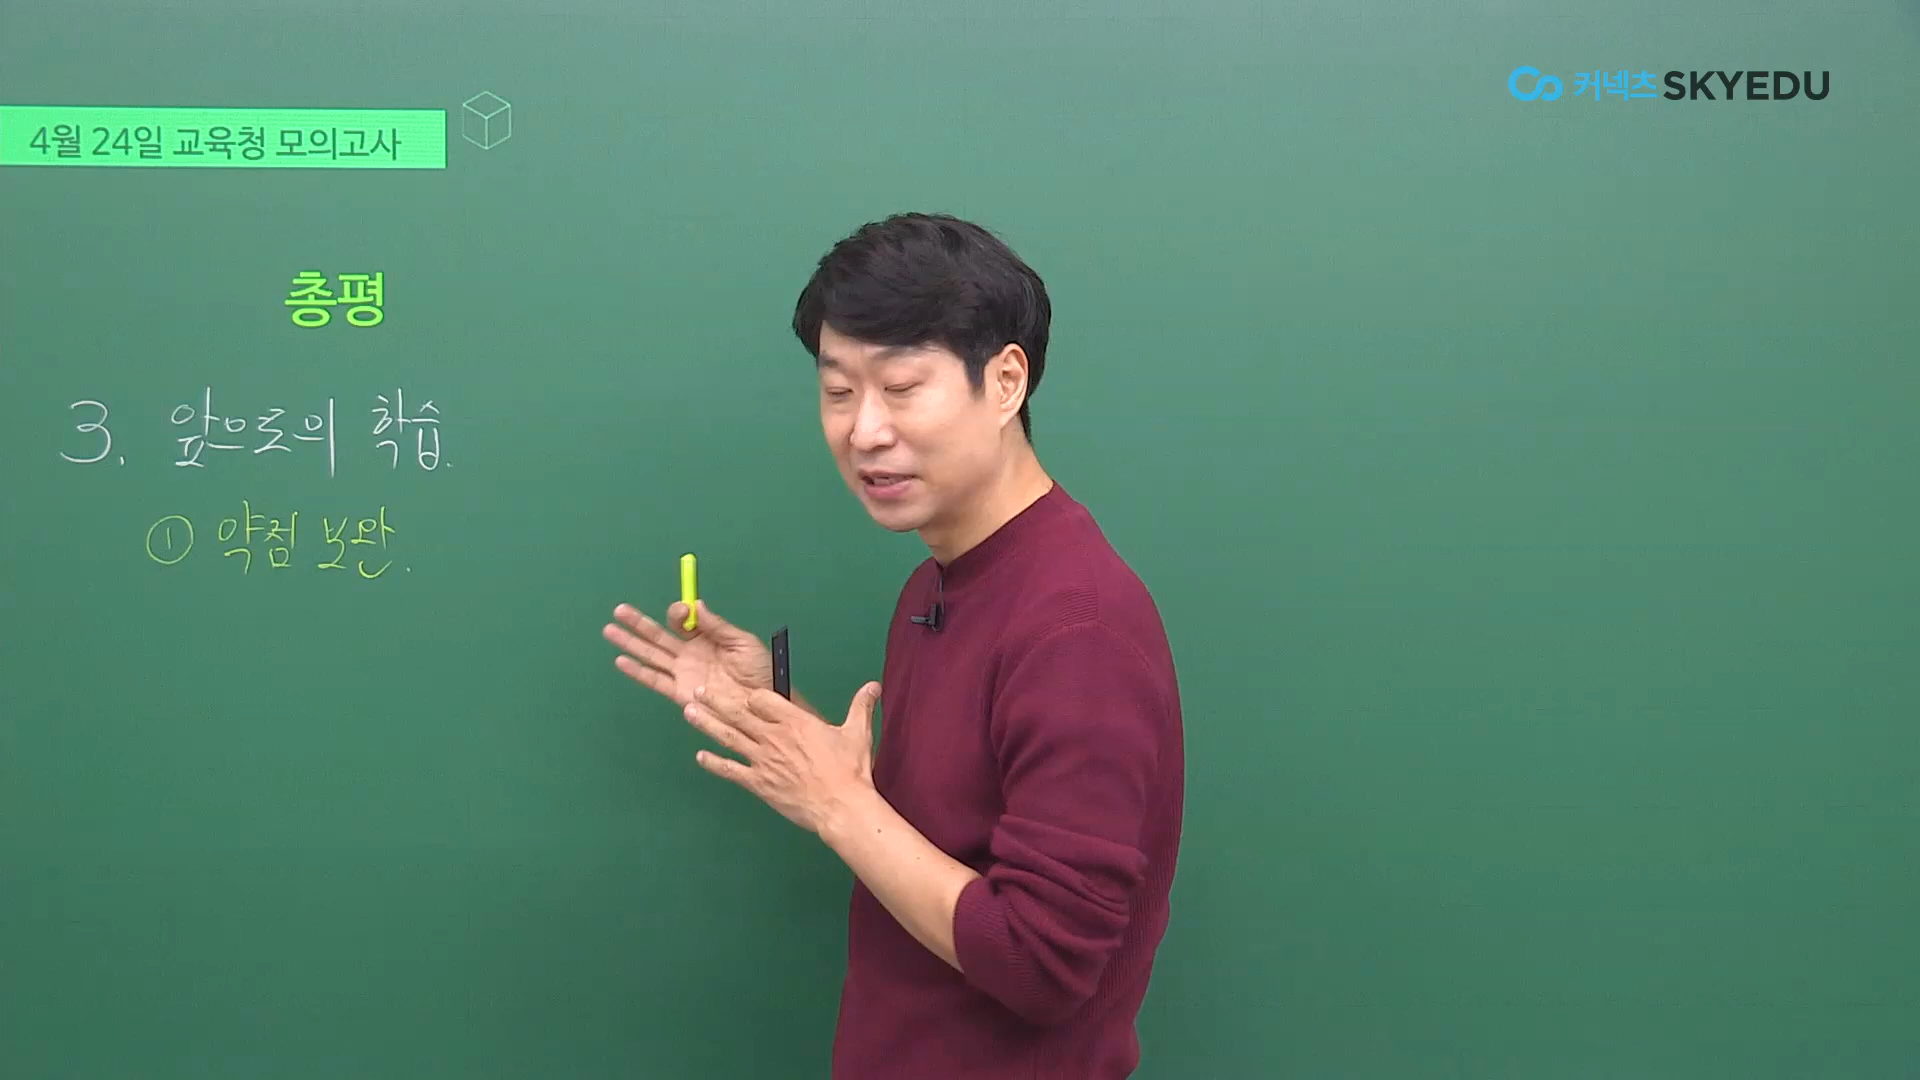 커넥츠 SKYEDU
4월 24일 교육청 모의고사
총평
3. 앞으로의 학습.
① 약점 보완.